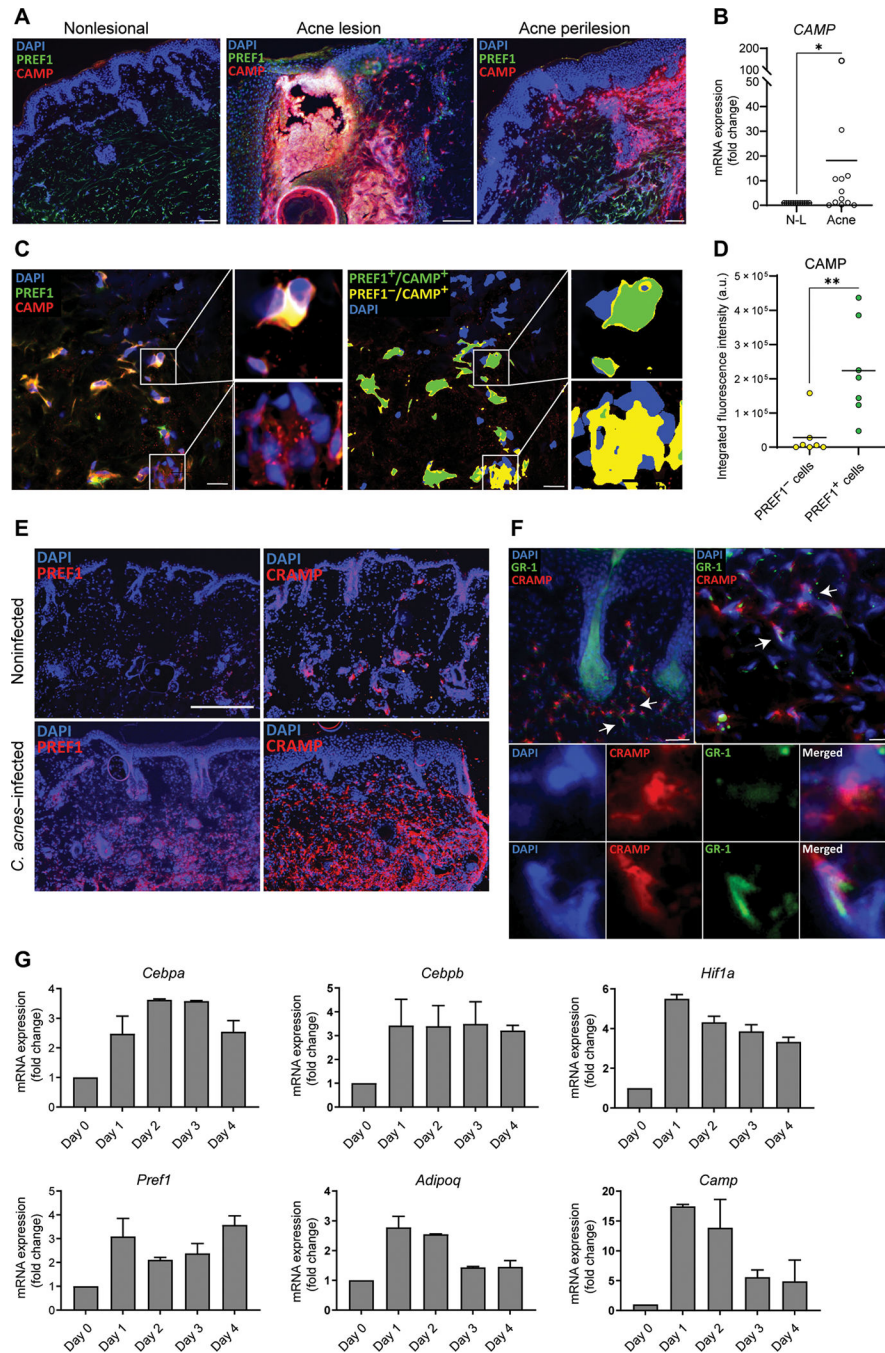 A
Nonlesional
Acne lesion
Acne perilesion
DAPI
PREF1
CAMP
DAPI
PREF1
CAMP
DAPI
PREF1
CAMP
B
CAMP
mRNA expression
(fold change)
200
100
50
40
30
20
10
0
*
N-L
Acne
C
DAPI
PREF1
CAMP
PREF1⁺/CAMP⁺
PREF1⁻/CAMP⁺
DAPI
D
CAMP
Integrated fluorescence intensity (a.u.)
5 × 10⁵
4 × 10⁵
3 × 10⁵
2 × 10⁵
1 × 10⁵
0
**
PREF1⁻ cells
PREF1⁺ cells
E
Noninfected
DAPI
PREF1
DAPI
CRAMP
C. acnes–infected
DAPI
PREF1
DAPI
CRAMP
F
DAPI
GR-1
CRAMP
DAPI
GR-1
CRAMP
DAPI
CRAMP
GR-1
Merged
DAPI
CRAMP
GR-1
Merged
G
Cebpa
mRNA expression
(fold change)
4
3
2
1
0
Day 0
Day 1
Day 2
Day 3
Day 4
Cebpb
mRNA expression
(fold change)
5
4
3
2
1
0
Day 0
Day 1
Day 2
Day 3
Day 4
Hif1a
mRNA expression
(fold change)
6
4
2
0
Day 0
Day 1
Day 2
Day 3
Day 4
Pref1
mRNA expression
(fold change)
5
4
3
2
1
0
Day 0
Day 1
Day 2
Day 3
Day 4
Adipoq
mRNA expression
(fold change)
4
3
2
1
0
Day 0
Day 1
Day 2
Day 3
Day 4
Camp
mRNA expression
(fold change)
20
15
10
5
0
Day 0
Day 1
Day 2
Day 3
Day 4